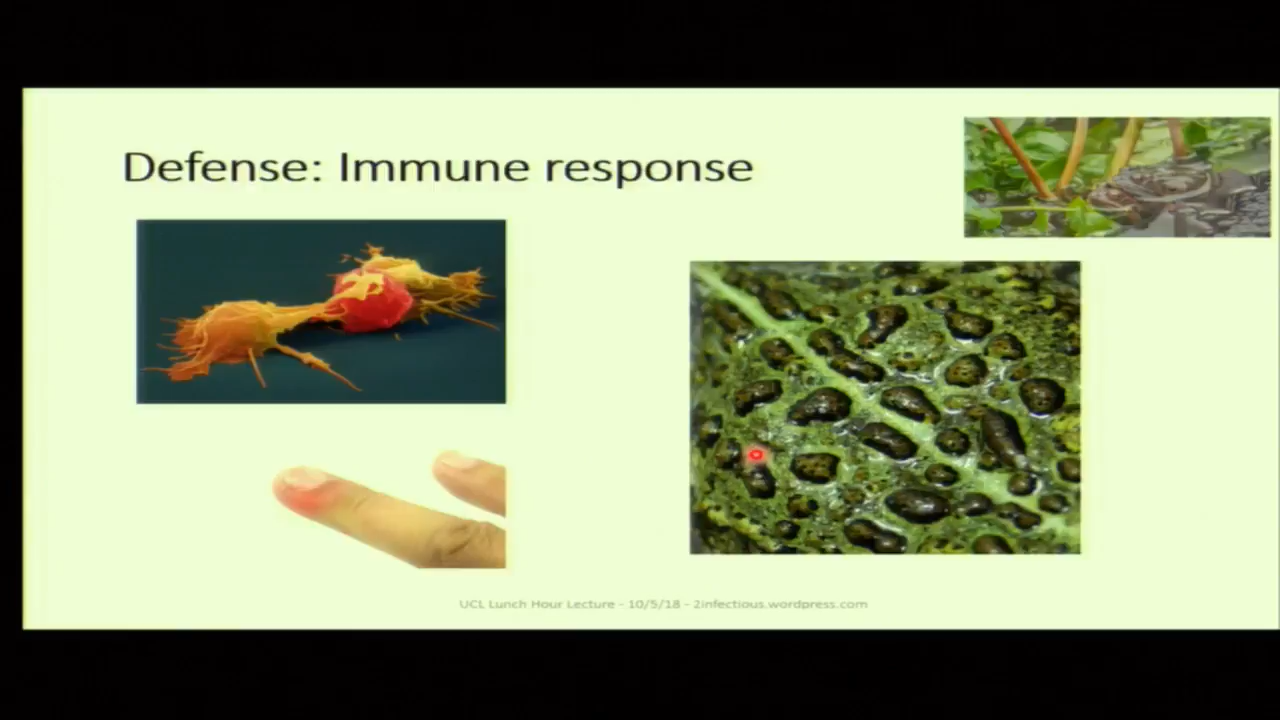 Defense: Immune response
UCL Lunch Hour Lecture - 10/5/18 - 2infectious.wordpress.com